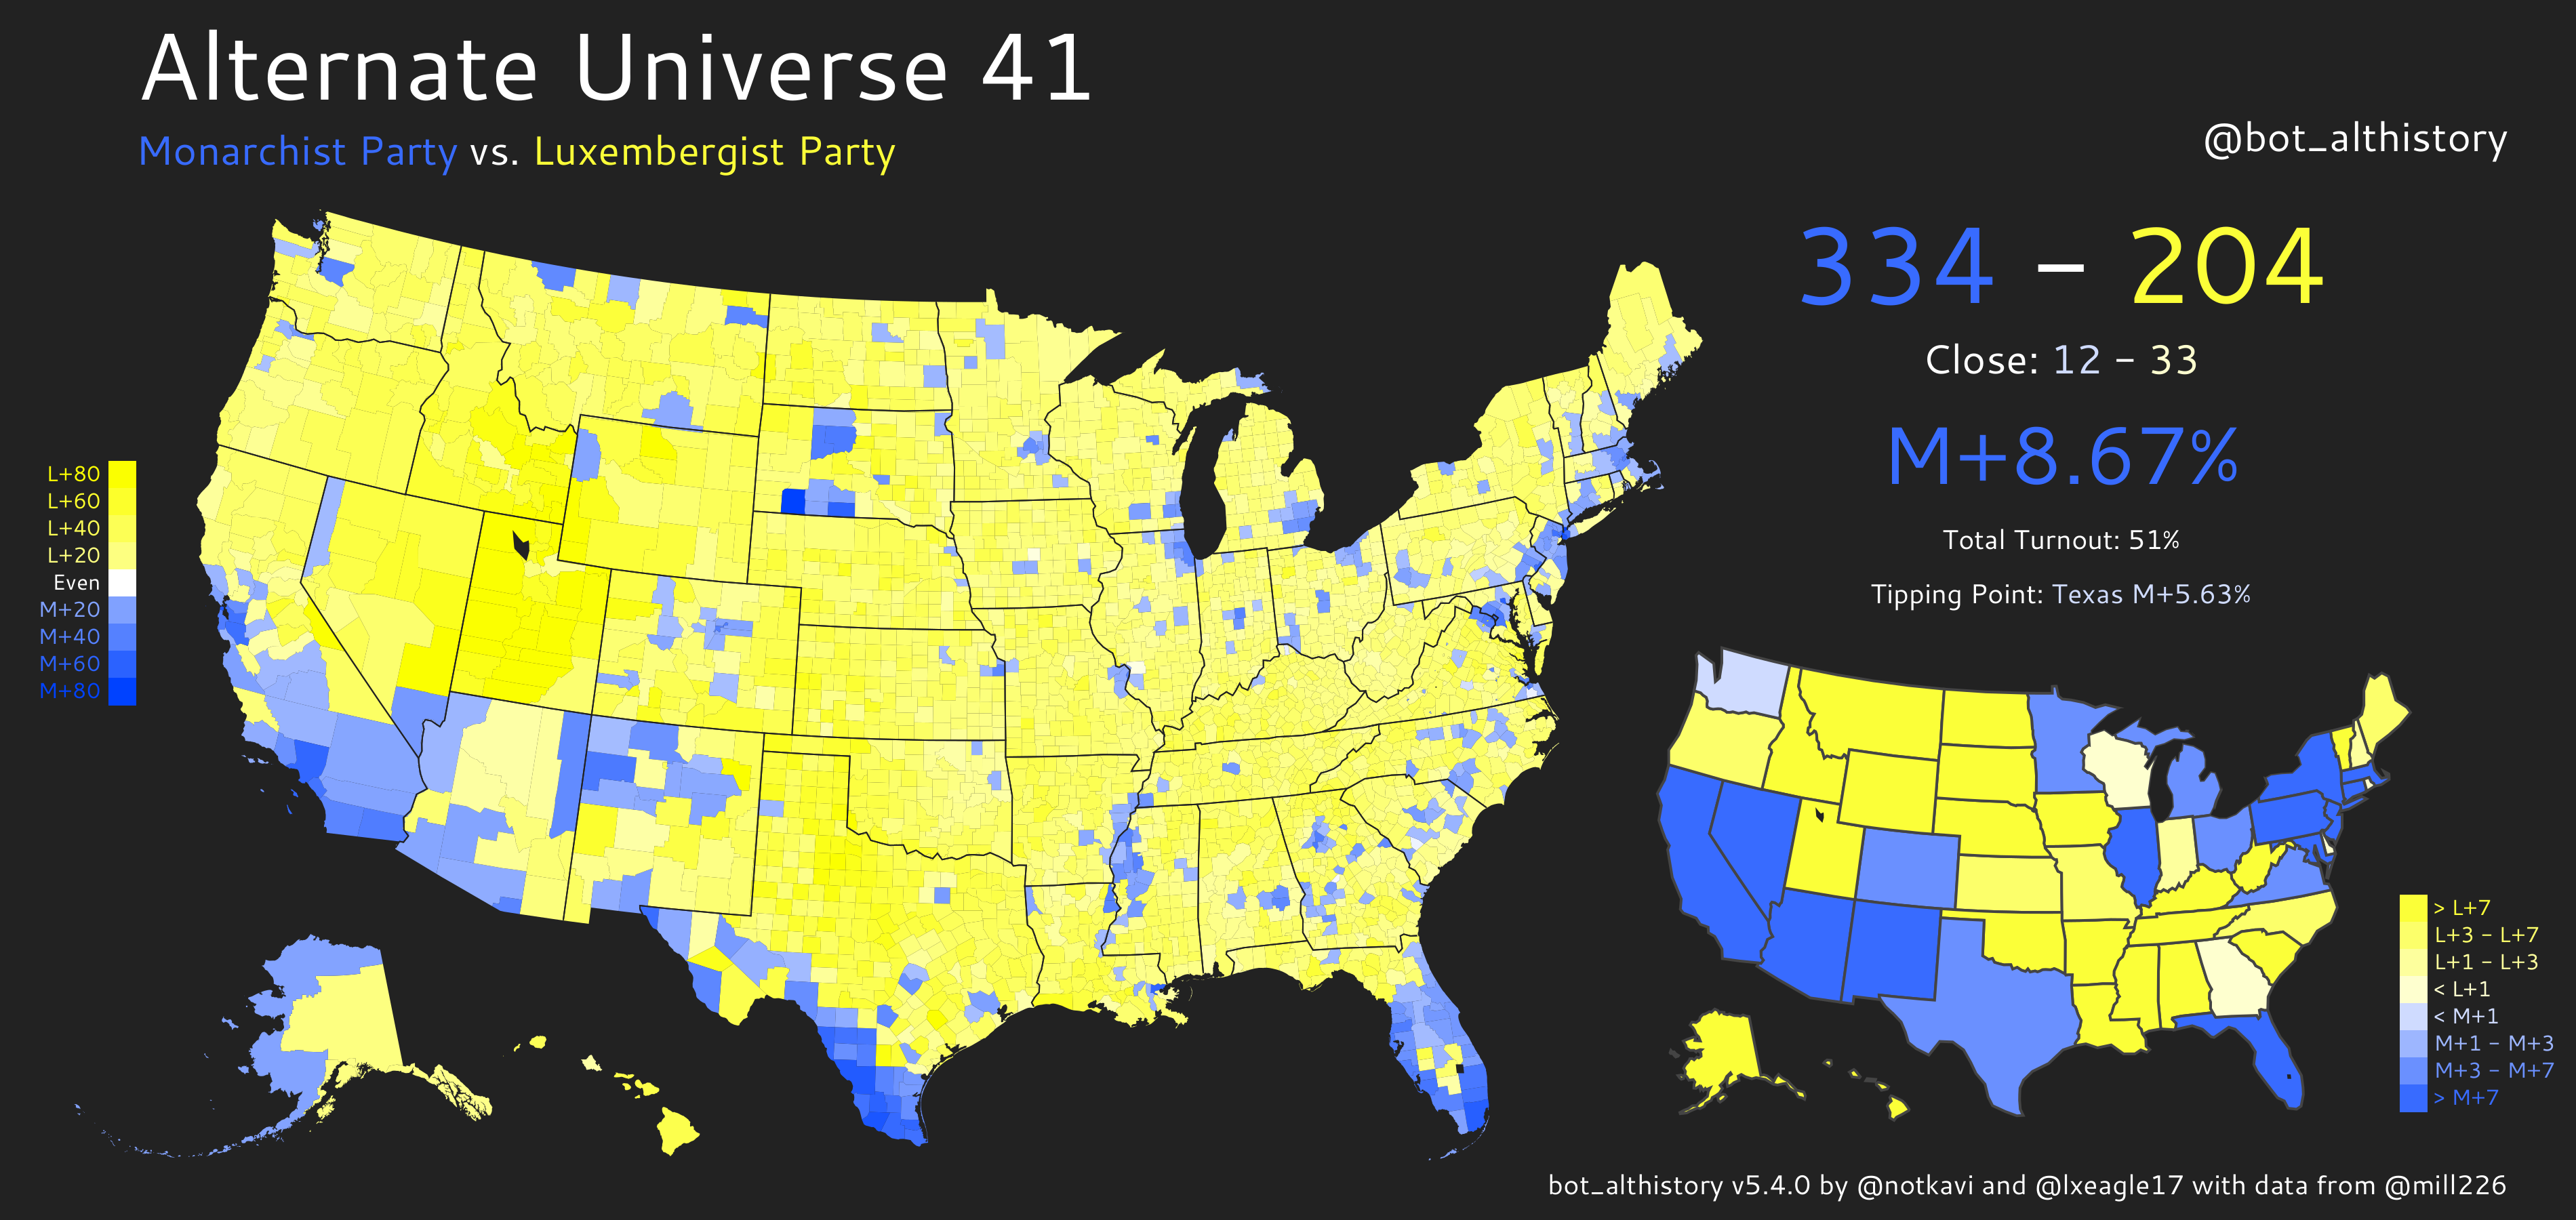 Alternate Universe 41
Monarchist Party vs. Luxembergist Party
@bot_althistory
334 - 204
Close: 12 - 33
M+8.67%
Total Turnout: 51%
Tipping Point: Texas M+5.63%
L+80
L+60
L+40
L+20
Even
M+20
M+40
M+60
M+80
> L+7
L+3 - L+7
L+1 - L+3
< L+1
< M+1
M+1 - M+3
M+3 - M+7
> M+7
bot_althistory v5.4.0 by @notkavi and @lxeagle17 with data from @mill226